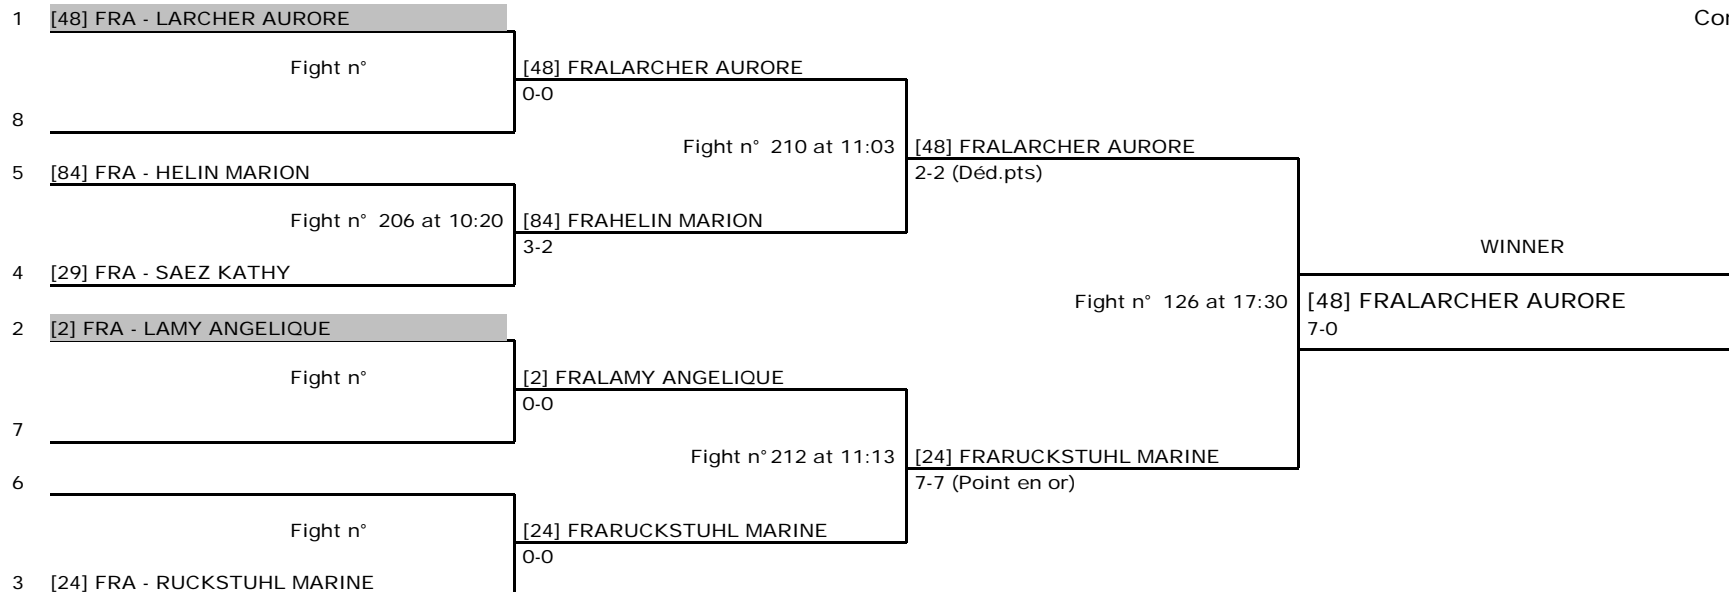 1 [48] FRA - LARCHER AURORE
Cor
Fight n°
[48] FRALARCHER AURORE
0-0
8
Fight n° 210 at 11:03
[48] FRALARCHER AURORE
2-2 (Déd.pts)
5 [84] FRA - HELIN MARION
Fight n° 206 at 10:20
[84] FRAHELIN MARION
3-2
WINNER
4 [29] FRA - SAEZ KATHY
Fight n° 126 at 17:30
[48] FRALARCHER AURORE
7-0
2 [2] FRA - LAMY ANGELIQUE
Fight n°
[2] FRALAMY ANGELIQUE
0-0
7
Fight n° 212 at 11:13
[24] FRARUCKSTUHL MARINE
7-7 (Point en or)
6
Fight n°
[24] FRARUCKSTUHL MARINE
0-0
3 [24] FRA - RUCKSTUHL MARINE